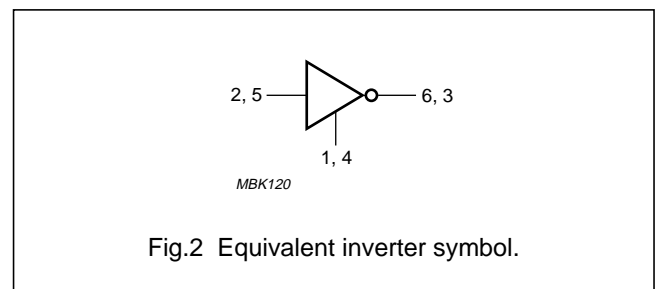 2, 5
6, 3
1, 4
MBK120
Fig.2 Equivalent inverter symbol.